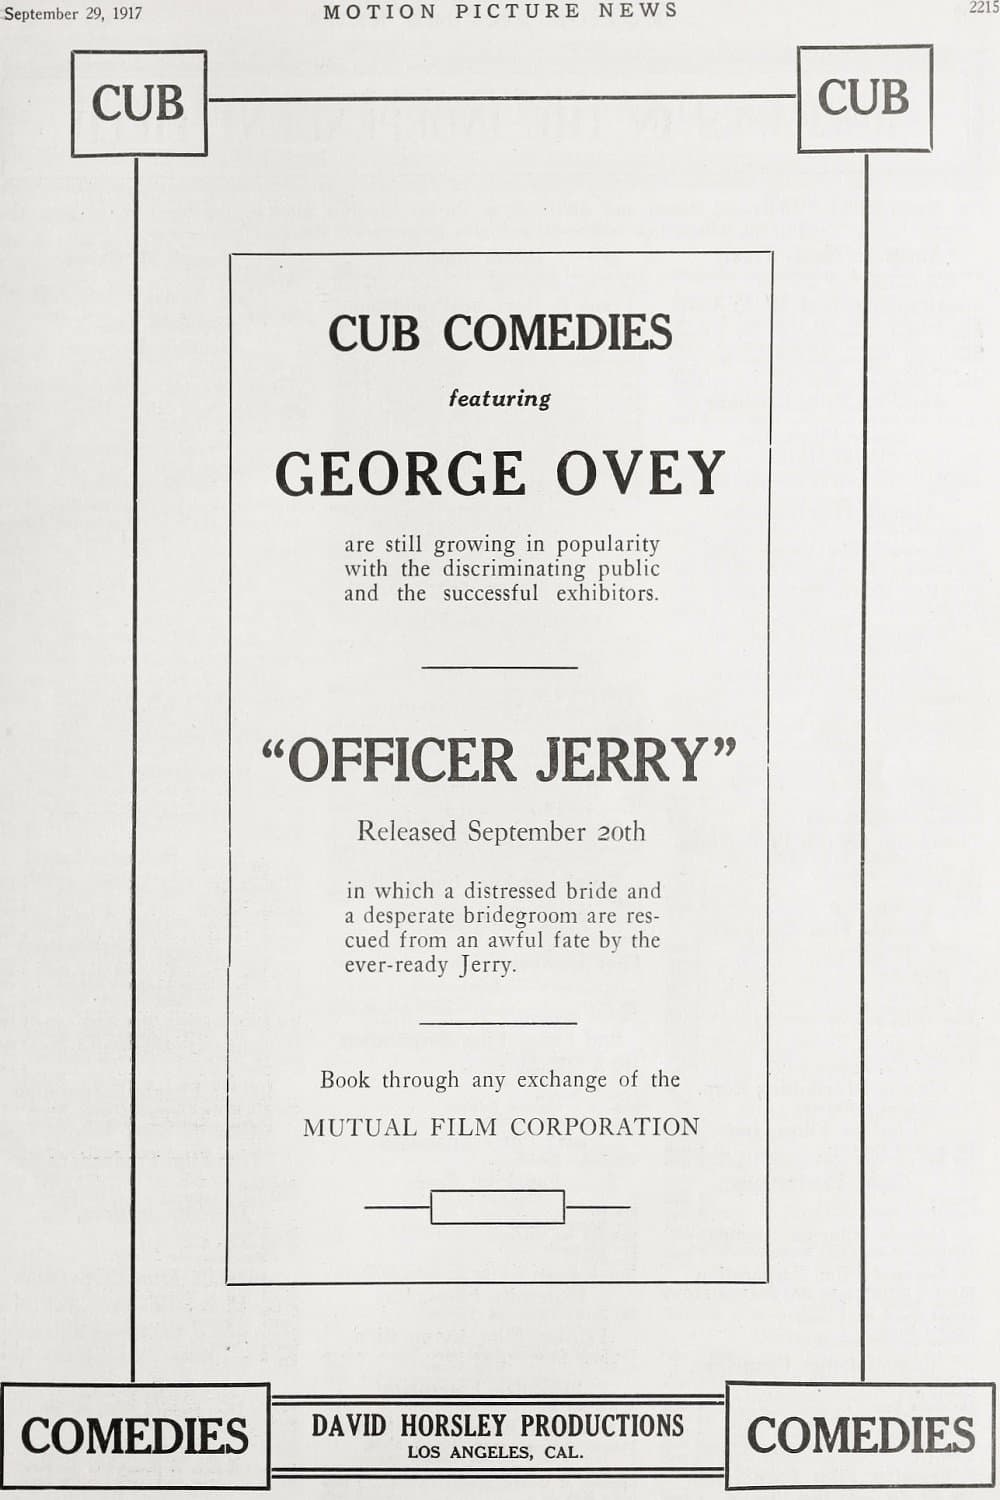 September 29, 1917
MOTION PICTURE NEWS
2215
CUB
CUB
CUB COMEDIES
featuring
GEORGE OVEY
are still growing in popularity
with the discriminating public
and the successful exhibitors.
“OFFICER JERRY”
Released September 20th
in which a distressed bride and
a desperate bridegroom are res-
cued from an awful fate by the
ever-ready Jerry.
Book through any exchange of the
MUTUAL FILM CORPORATION
COMEDIES
DAVID HORSLEY PRODUCTIONS
LOS ANGELES, CAL.
COMEDIES